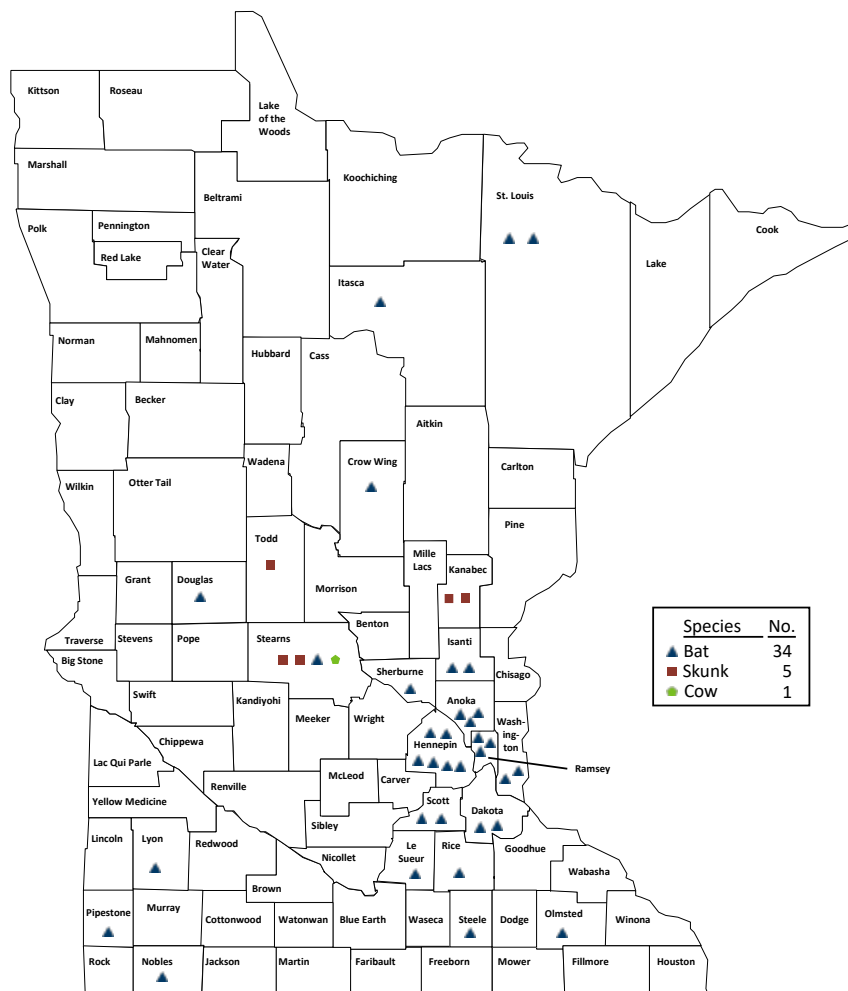 Kittson
Roseau
Lake
of the
Woods
Marshall
Koochiching
St. Louis
Beltrami
Polk
Pennington
Red Lake
Clear
Water
Cook
Lake
Itasca
Norman
Mahnomen
Hubbard
Cass
Clay
Becker
Aitkin
Wadena
Crow Wing
Carlton
Wilkin
Otter Tail
Pine
Todd
Mille
Lacs
Kanabec
Grant
Douglas
Morrison
Benton
Traverse
Stevens
Pope
Stearns
Isanti
Big Stone
Sherburne
Chisago
Swift
Kandiyohi
Anoka
Meeker
Wright
Wash-
ing-
ton
Chippewa
Hennepin
Lac Qui Parle
McLeod
Carver
Ramsey
Renville
Yellow Medicine
Scott
Dakota
Sibley
Lincoln
Lyon
Redwood
Le
Sueur
Rice
Goodhue
Nicollet
Wabasha
Brown
Pipestone
Murray
Cottonwood
Watonwan
Blue Earth
Waseca
Steele
Dodge
Olmsted
Winona
Rock
Nobles
Jackson
Martin
Faribault
Freeborn
Mower
Fillmore
Houston
Species No.
Bat 34
Skunk 5
Cow 1